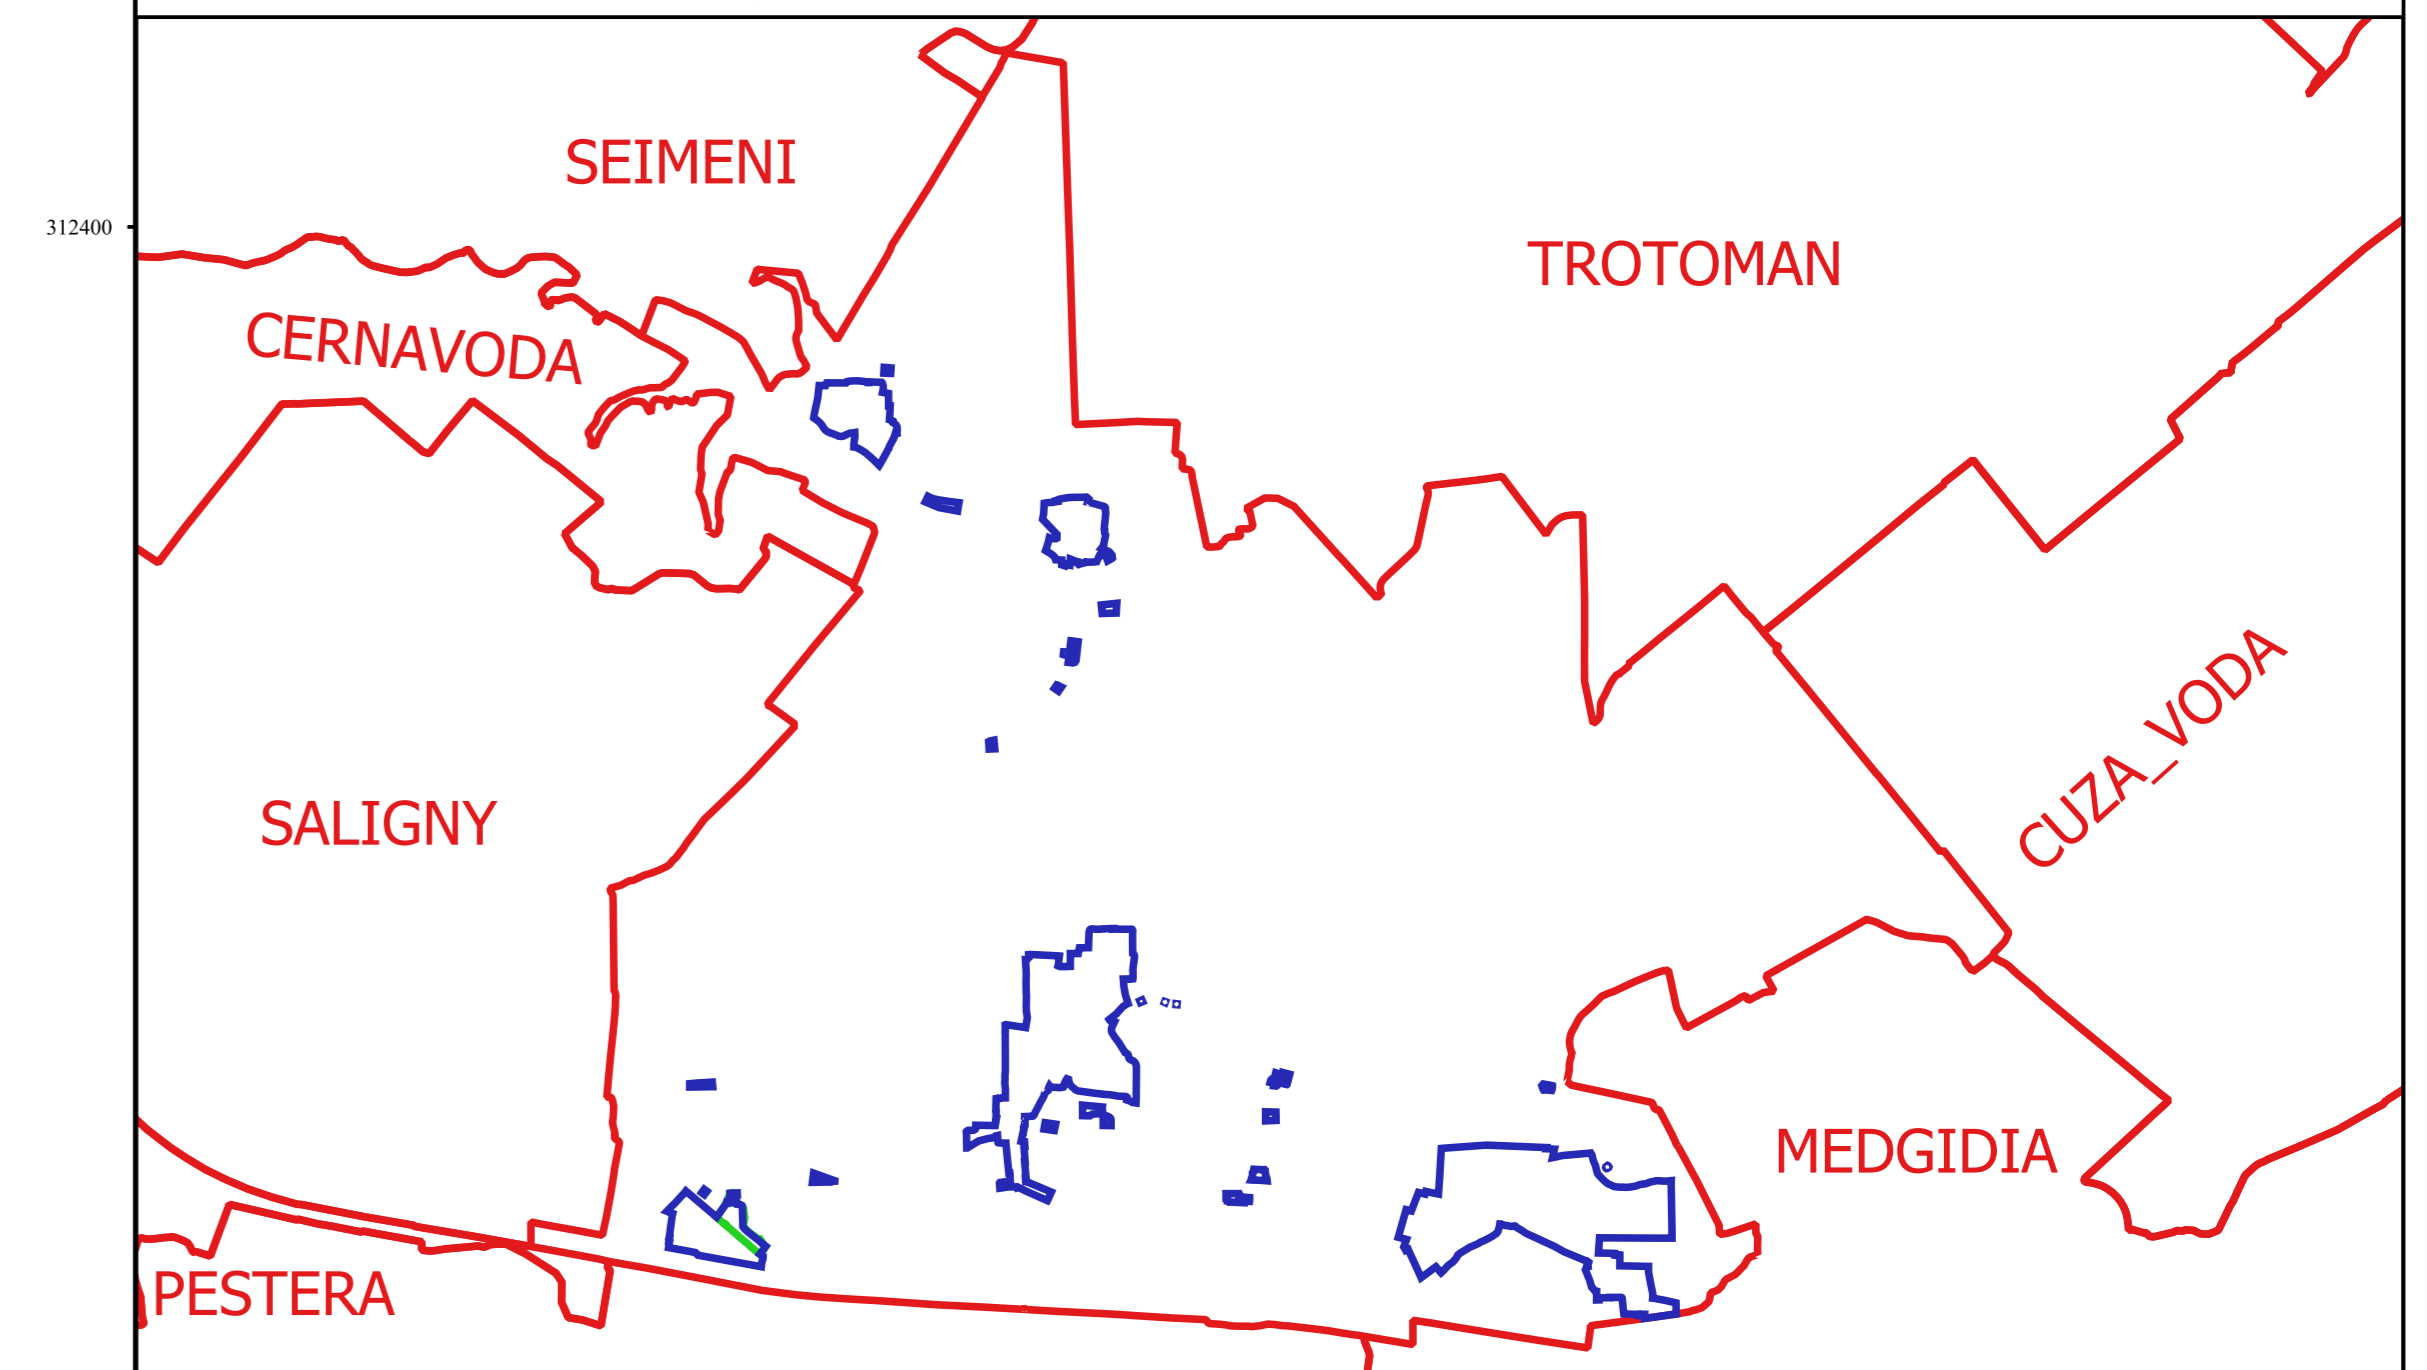 SEIMENI
312400
TROTOMAN
CERNAVODA
CUZA_VODA
SALIGNY
MEDGIDIA
PESTERA